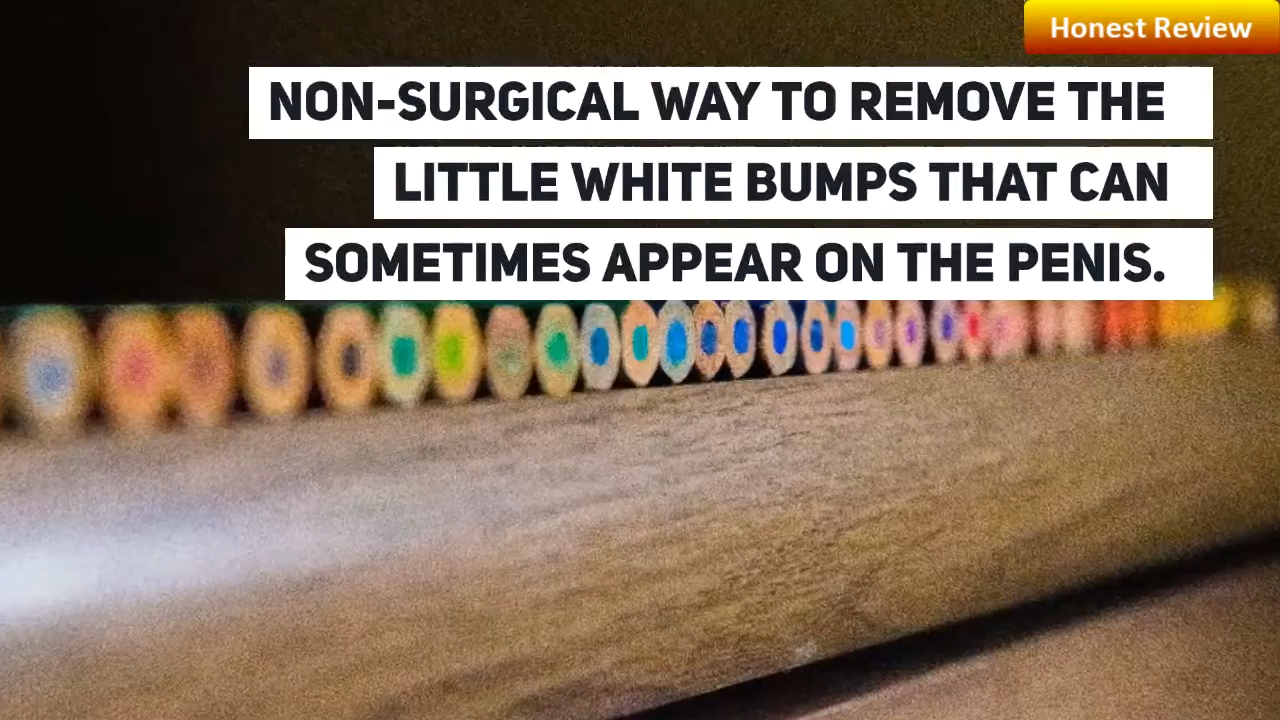 Honest Review
NON-SURGICAL WAY TO REMOVE THE
LITTLE WHITE BUMPS THAT CAN
SOMETIMES APPEAR ON THE PENIS.